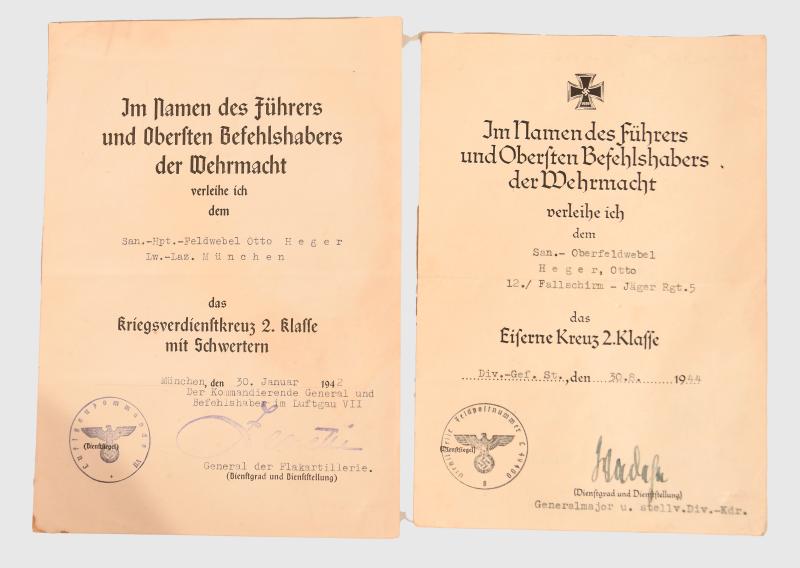 Im Namen des Führers
und Obersten Befehlshabers
der Wehrmacht
verleihe ich
dem
San.-Hpt.-Feldwebel Otto H e g e r
Lw.-Laz. M ü n c h e n
das
Kriegsverdienstkreuz 2. Klasse
mit Schwertern
München, den 30. Januar 1942
Der Kommandierende General und
Befehlshaber im Luftgau VII
Luftgaukommando VII
(Dienstsiegel)
General der Flakartillerie.
(Dienstgrad und Dienststellung)
Im Namen des Führers
und Obersten Befehlshabers
der Wehrmacht
verleihe ich
dem
San.- Oberfeldwebel
H e g e r, Otto
12./ Fallschirm - Jäger Rgt.5
das
Eiserne Kreuz 2. Klasse
Div.-Gef. St., den 30.8. 1944
Feldpostnummer
(Dienstsiegel)
(Dienstgrad und Dienststellung)
Generalmajor u. stellv.Div.-Kdr.